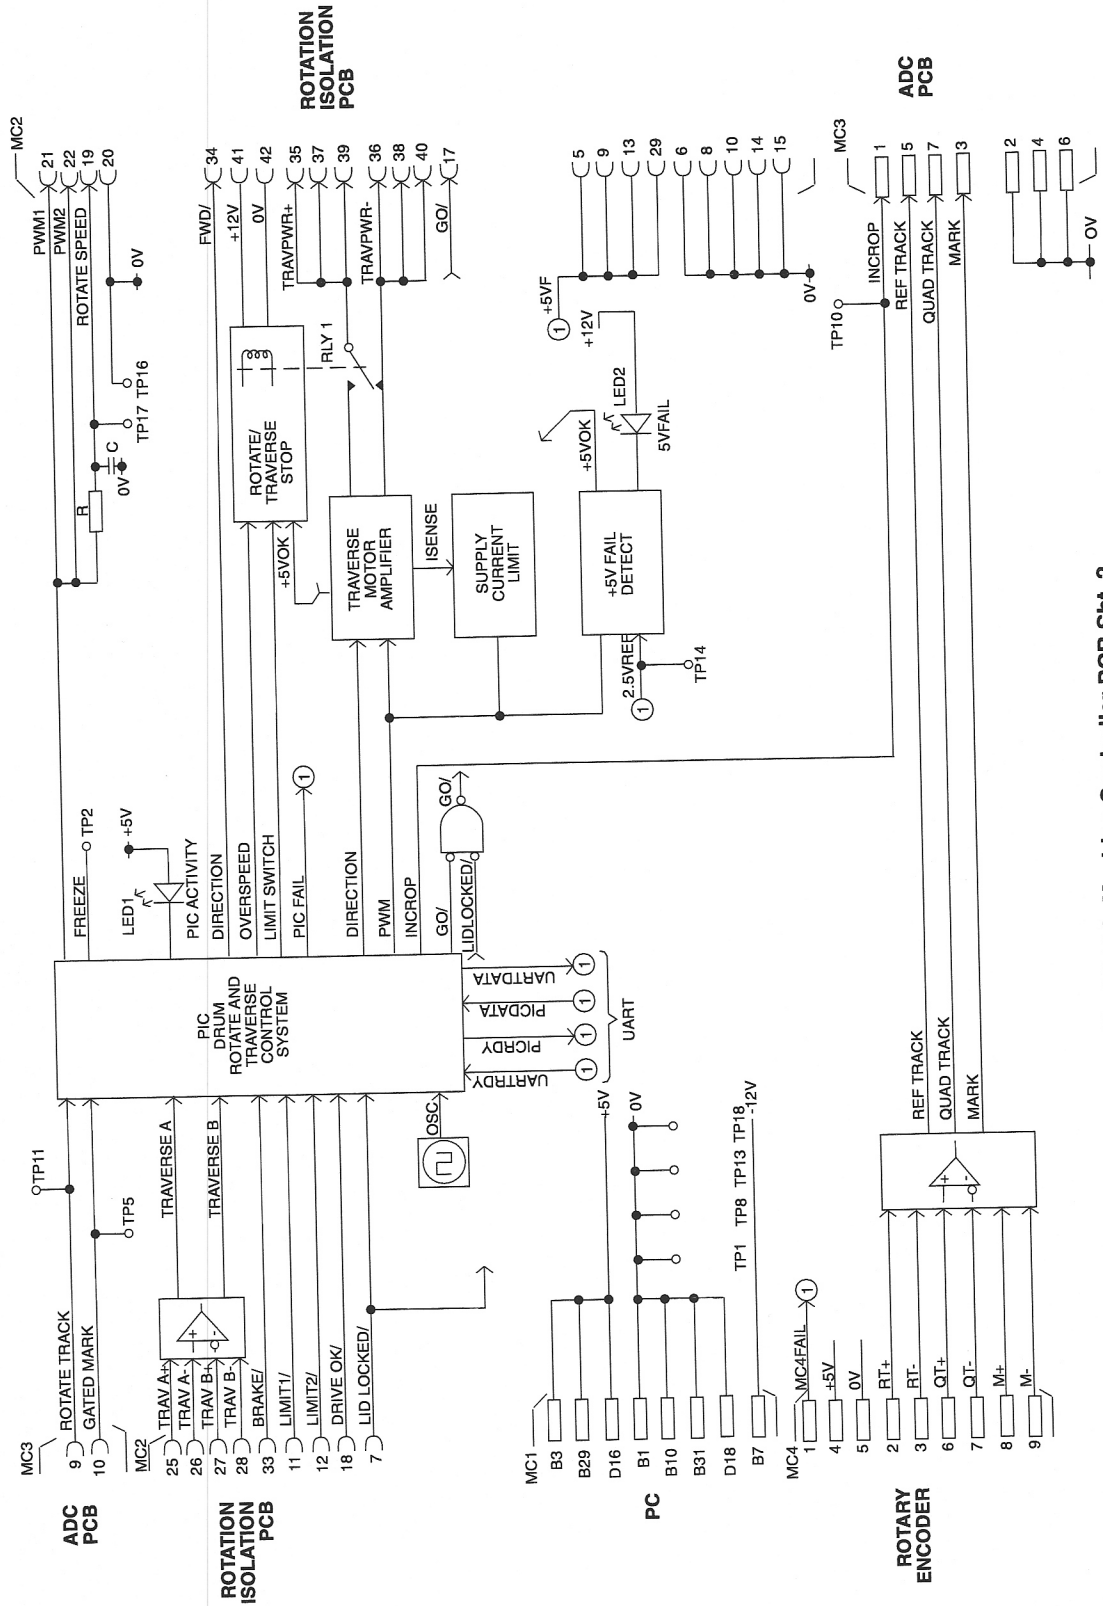 ADC
PCB
MC3
9
10
ROTATE TRACK
GATED MARK
TP11
TP5
ROTATION
ISOLATION
PCB
MC2
25
26
27
28
33
11
12
18
7
TRAV A+
TRAV A-
TRAV B+
TRAV B-
BRAKE/
LIMIT1/
LIMIT2/
DRIVE OK/
LID LOCKED/
+
-
TRAVERSE A
TRAVERSE B
OSC
PIC
DRUM
ROTATE AND
TRAVERSE
CONTROL
SYSTEM
UARTRDY
PICRDY
PICDATA
UARTDATA
1
1
1
1
UART
FREEZE
TP2
LED1
+5V
PIC ACTIVITY
DIRECTION
OVERSPEED
LIMIT SWITCH
PIC FAIL
1
DIRECTION
PWM
INCROP
GO/
LIDLOCKED/
GO/
R
C
0V
TP17
TP16
0V
PWM1
PWM2
ROTATE SPEED
MC2
21
22
19
20
+5VOK
ROTATE/
TRAVERSE
STOP
RLY 1
FWD/
+12V
0V
TRAVPWR+
TRAVPWR-
GO/
34
41
42
35
37
39
36
38
40
17
ROTATION
ISOLATION
PCB
TRAVERSE
MOTOR
AMPLIFIER
ISENSE
SUPPLY
CURRENT
LIMIT
2.5VREF
1
TP14
+5V FAIL
DETECT
+5VOK
LED2
5VFAIL
+12V
1
+5VF
0V
5
9
13
29
6
8
10
14
15
PC
MC1
B3
B29
D16
B1
B10
B31
D18
B7
+5V
0V
TP1
TP8
TP13
TP18
-12V
ROTARY
ENCODER
MC4
1
4
5
2
3
6
7
8
9
MC4FAIL
1
+5V
0V
RT+
RT-
QT+
QT-
M+
M-
+
-
REF TRACK
QUAD TRACK
MARK
TP10
INCROP
REF TRACK
QUAD TRACK
MARK
MC3
1
5
7
3
ADC
PCB
2
4
6
0V